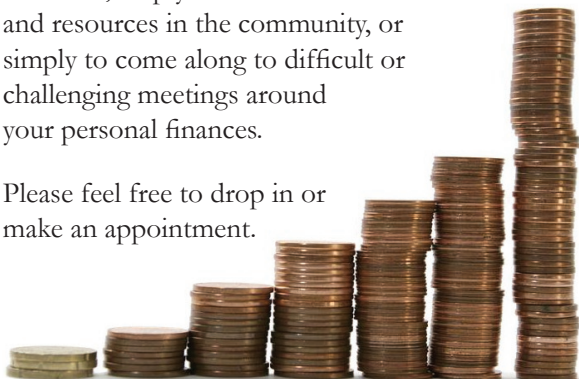 and resources in the community, or
simply to come along to difficult or
challenging meetings around
your personal finances.
Please feel free to drop in or
make an appointment.